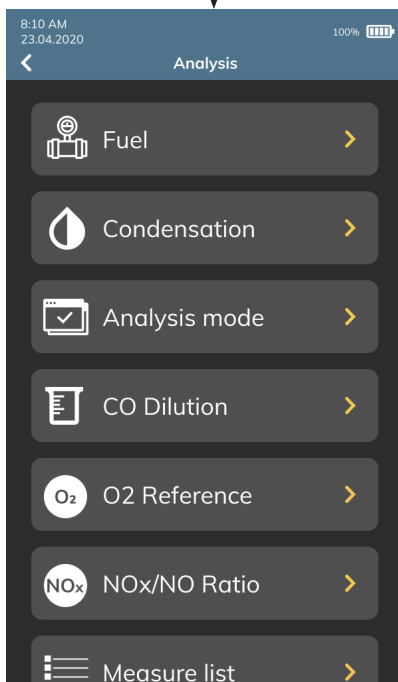 8:10 AM
100%
23.04.2020
Analysis
Fuel
Condensation
Analysis mode
CO Dilution
O₂ O2 Reference
NOx NOx/NO Ratio
Measure list